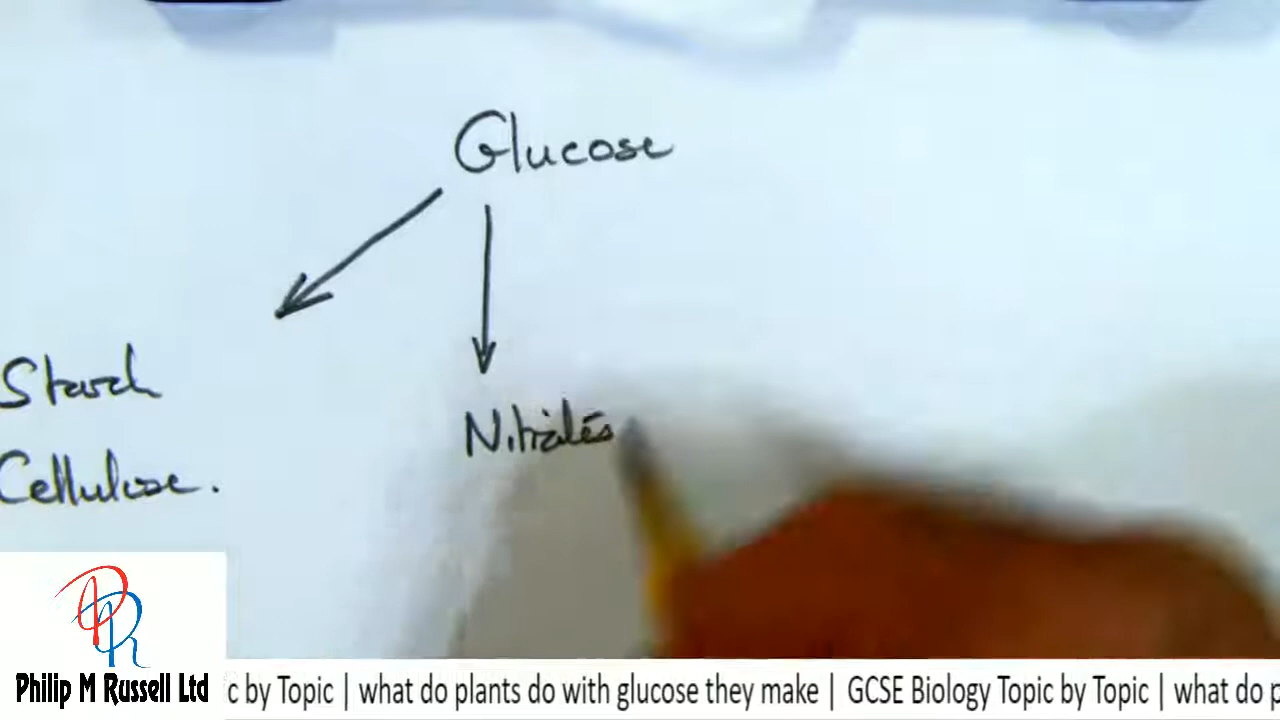 Glucose
Starch
Nitrates
Cellulose.
Philip M Russell Ltd
c by Topic | what do plants do with glucose they make | GCSE Biology Topic by Topic | what do p